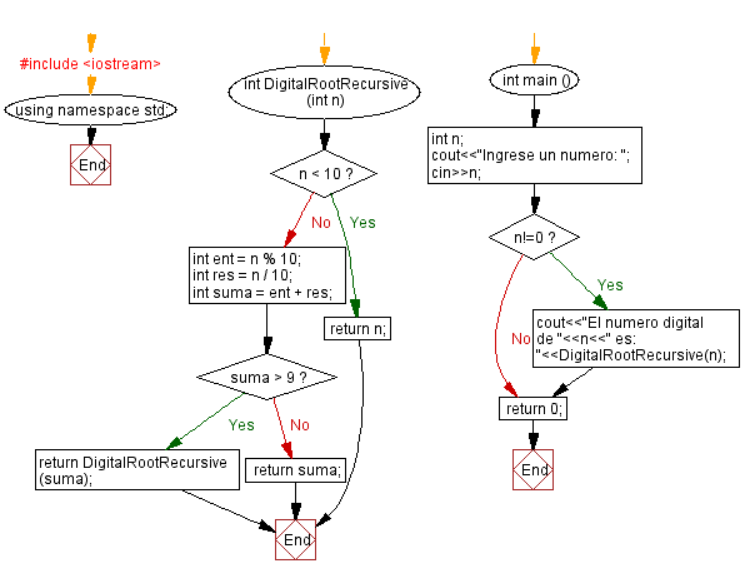 #include <iostream>
using namespace std;
End
int DigitalRootRecursive
(int n)
n < 10 ?
No
Yes
int ent = n % 10;
int res = n / 10;
int suma = ent + res;
return n;
suma > 9 ?
Yes
No
return DigitalRootRecursive
(suma);
return suma;
End
int main ()
int n;
cout<<"Ingrese un numero: ";
cin>>n;
n!=0 ?
Yes
No
cout<<"El numero digital
de "<<n<<" es:
"<<DigitalRootRecursive(n);
return 0;
End